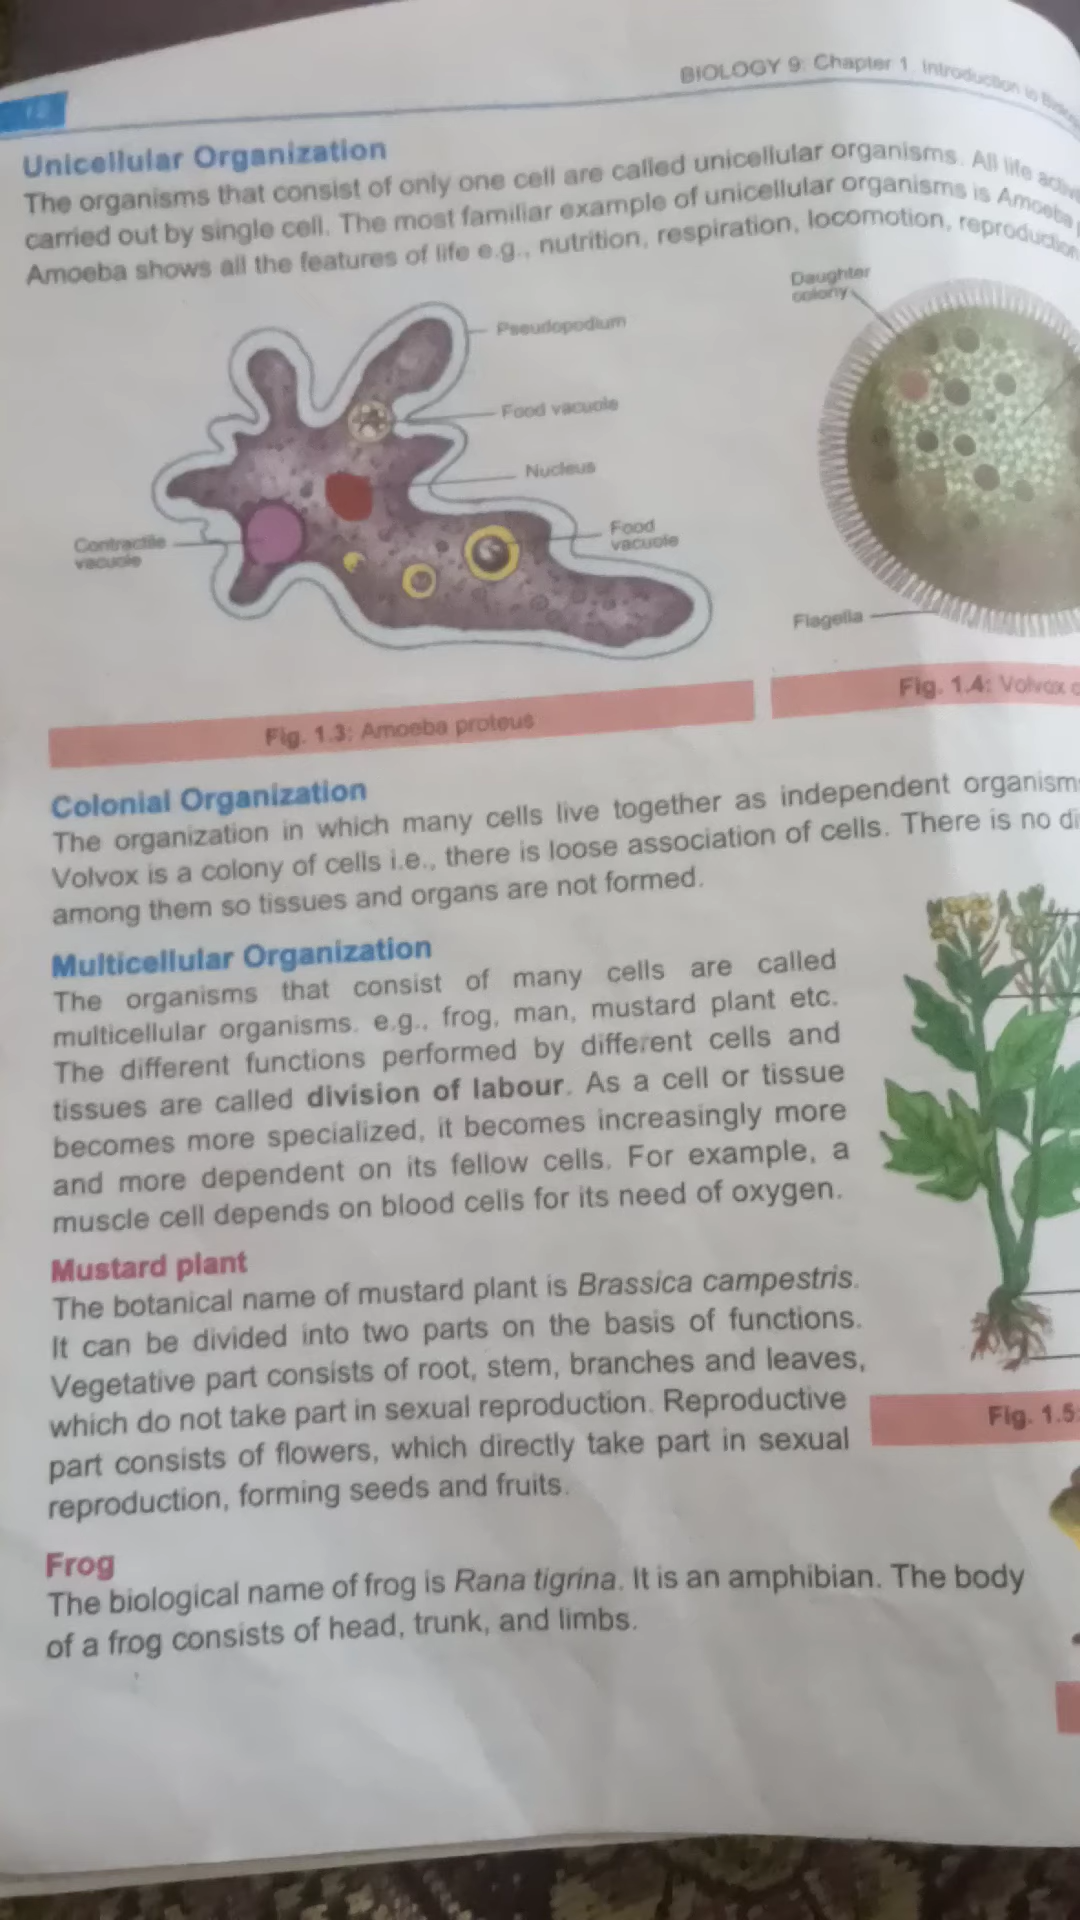 12
BIOLOGY 9: Chapter 1 Introduction to
Unicellular Organization
The organisms that consist of only one cell are called unicellular organisms. All life
carried out by single cell. The most familiar example of unicellular organisms is Amoeba
Amoeba shows all the features of life e.g., nutrition, respiration, locomotion, reproduction
Daughter
colony
Pseudopodium
Food vacuole
Nucleus
Food
vacuole
Contractile
vacuole
Flagella
Fig. 1.3: Amoeba proteus
Fig. 1.4: Volvox
Colonial Organization
The organization in which many cells live together as independent organism
Volvox is a colony of cells i.e., there is loose association of cells. There is no
among them so tissues and organs are not formed.
Multicellular Organization
The organisms that consist of many cells are called
multicellular organisms. e.g., frog, man, mustard plant etc.
The different functions performed by different cells and
tissues are called division of labour. As a cell or tissue
becomes more specialized, it becomes increasingly more
and more dependent on its fellow cells. For example, a
muscle cell depends on blood cells for its need of oxygen.
Mustard plant
The botanical name of mustard plant is Brassica campestris.
It can be divided into two parts on the basis of functions.
Vegetative part consists of root, stem, branches and leaves,
which do not take part in sexual reproduction. Reproductive
part consists of flowers, which directly take part in sexual
reproduction, forming seeds and fruits.
Fig. 1.5:
Frog
The biological name of frog is Rana tigrina. It is an amphibian. The body
of a frog consists of head, trunk, and limbs.